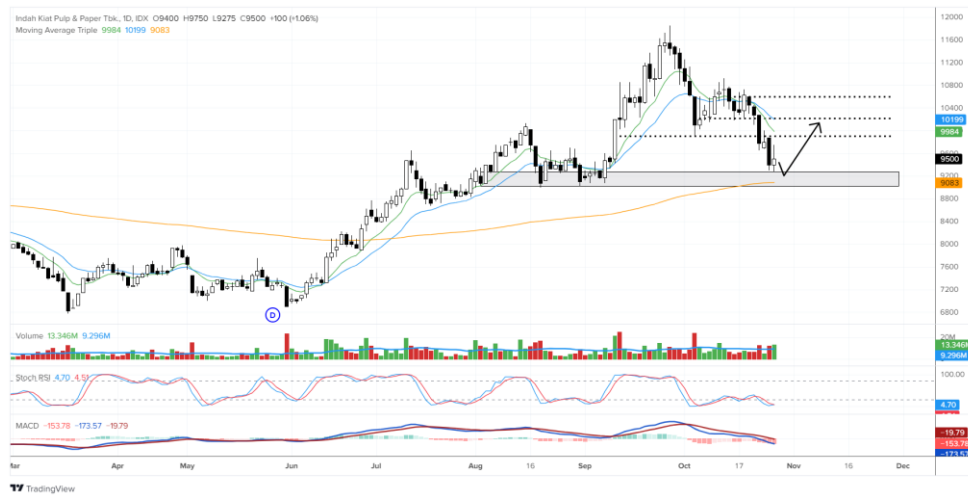 Indah Kiat Pulp & Paper Tbk., 1D, IDX O9400 H9750 L9275 C9500 +100 (+1.06%)
Moving Average Triple 9984 10199 9083
12000
11600
11200
10800
10400
10199
9984
9500
9200
9083
8800
8400
8000
7600
7200
6800
D
Volume 13.346M 9.296M
13.346M
9.296M
Stoch RSI 4.70 4.51
100.00
4.70
MACD -153.78 -173.57 -19.79
-19.79
-153.78
-173.57
Mar Apr May Jun Jul Aug 16 Sep Oct 17 Nov 16 Dec
TradingView